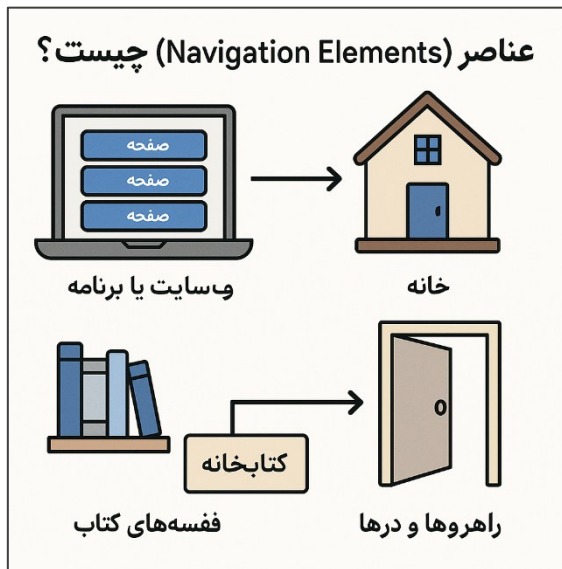 عناصر (Navigation Elements) چیست؟
صفحه
صفحه
صفحه
وبسایت یا برنامه
خانه
کتابخانه
قفسه‌های کتاب
راهروها و درها